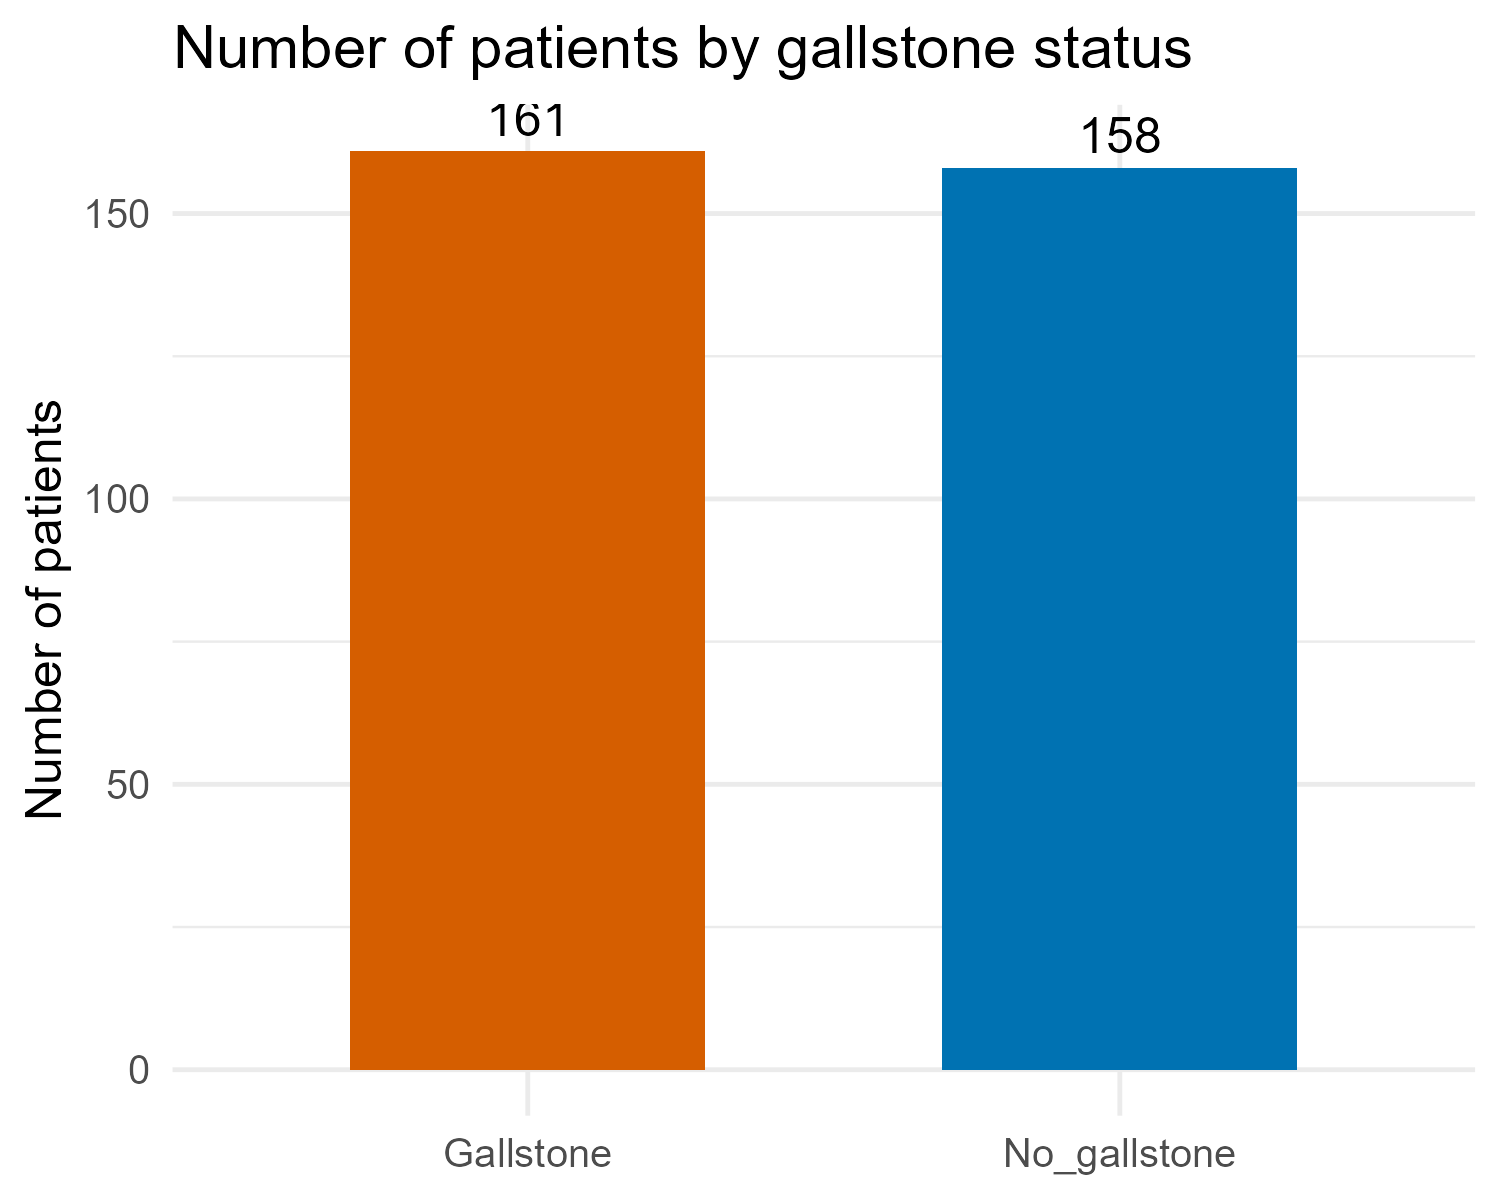 Number of patients by gallstone status
161
158
Number of patients
150
100
50
0
Gallstone
No_gallstone